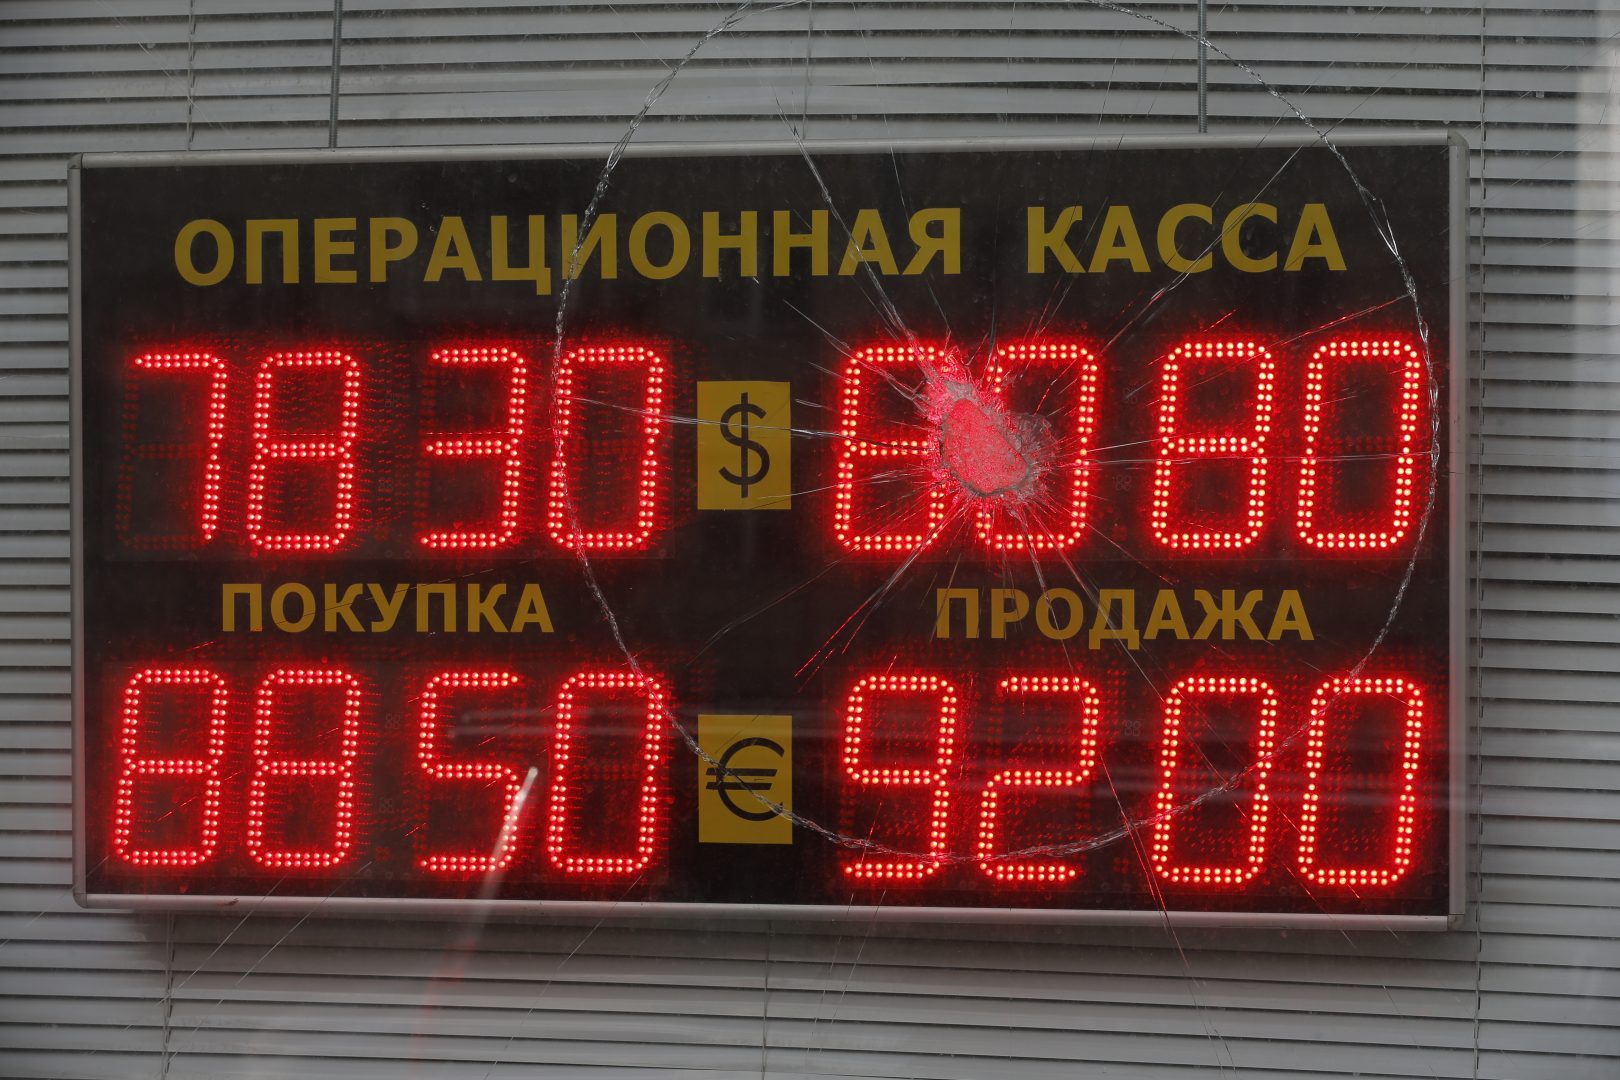 ОПЕРАЦИОННАЯ КАССА
78 30 $ 80
ПОКУПКА ПРОДАЖА
88 50 € 92 00